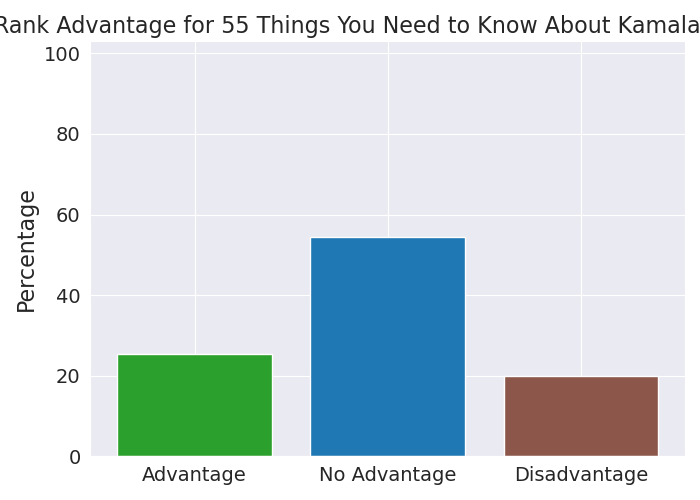 Rank Advantage for 55 Things You Need to Know About Kamala
100
80
60
40
20
0
Percentage
Advantage No Advantage Disadvantage